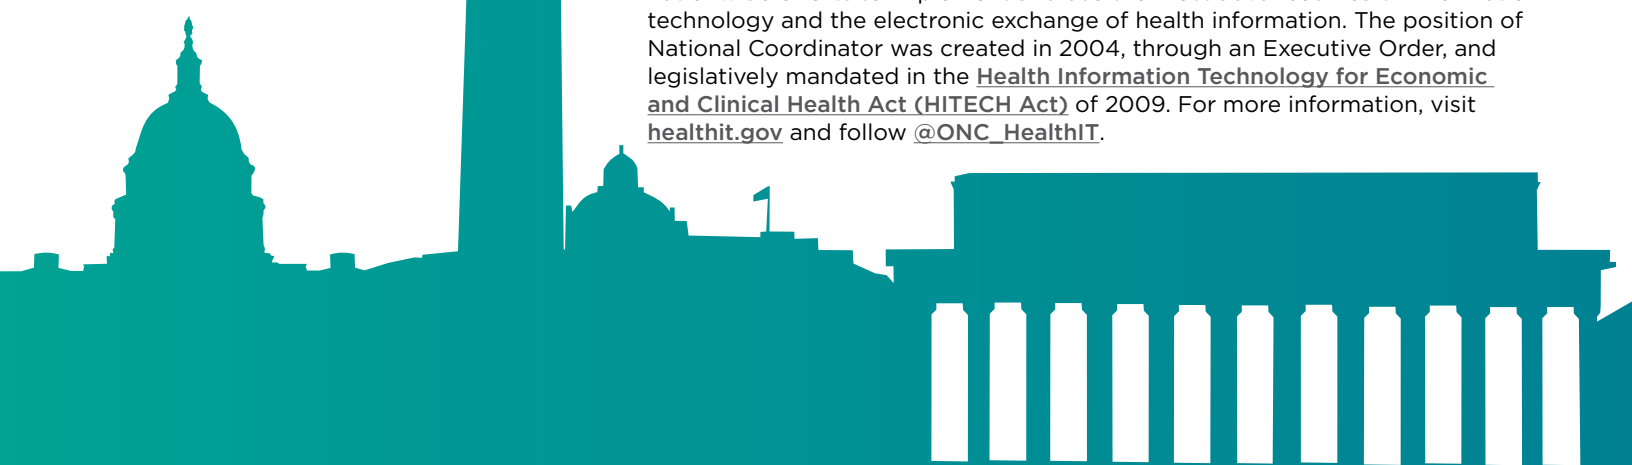 technology and the electronic exchange of health information. The position of
National Coordinator was created in 2004, through an Executive Order, and
legislatively mandated in the Health Information Technology for Economic
and Clinical Health Act (HITECH Act) of 2009. For more information, visit
healthit.gov and follow @ONC_HealthIT.